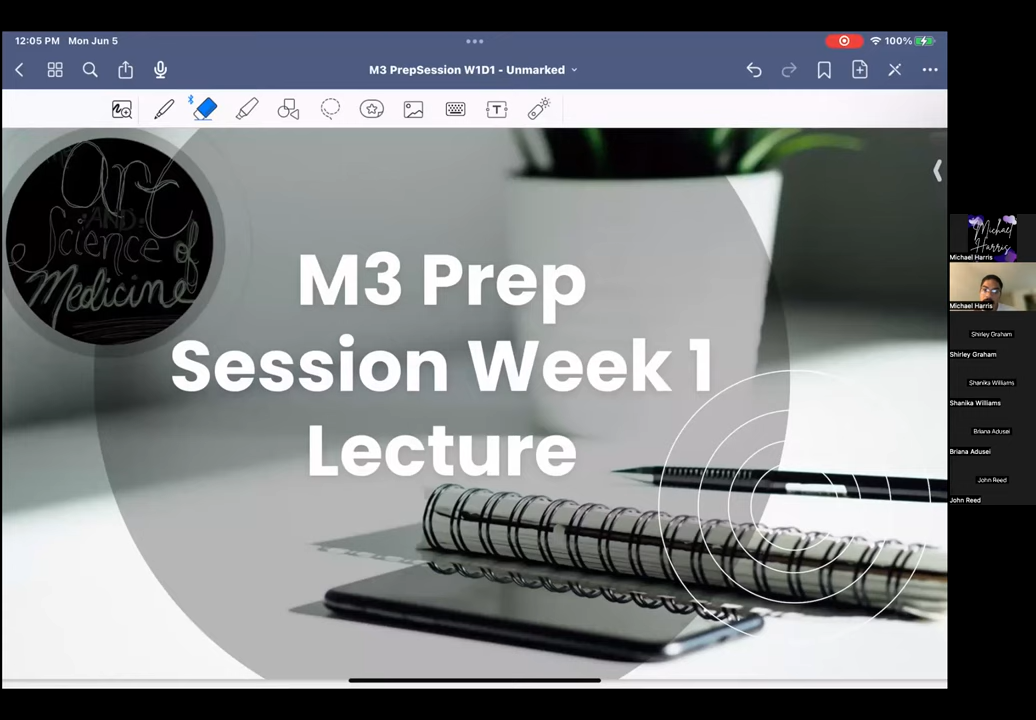 12:05 PM Mon Jun 5
100%
M3 PrepSession W1D1 - Unmarked
T
Art
AND
Science of
Medicine
M3 Prep
Session Week 1
Lecture
Michael
Harris
Michael Harris
Michael Harris
Shirley Graham
Shirley Graham
Shanika Williams
Shanika Williams
Briana Adusei
Briana Adusei
John Reed
John Reed